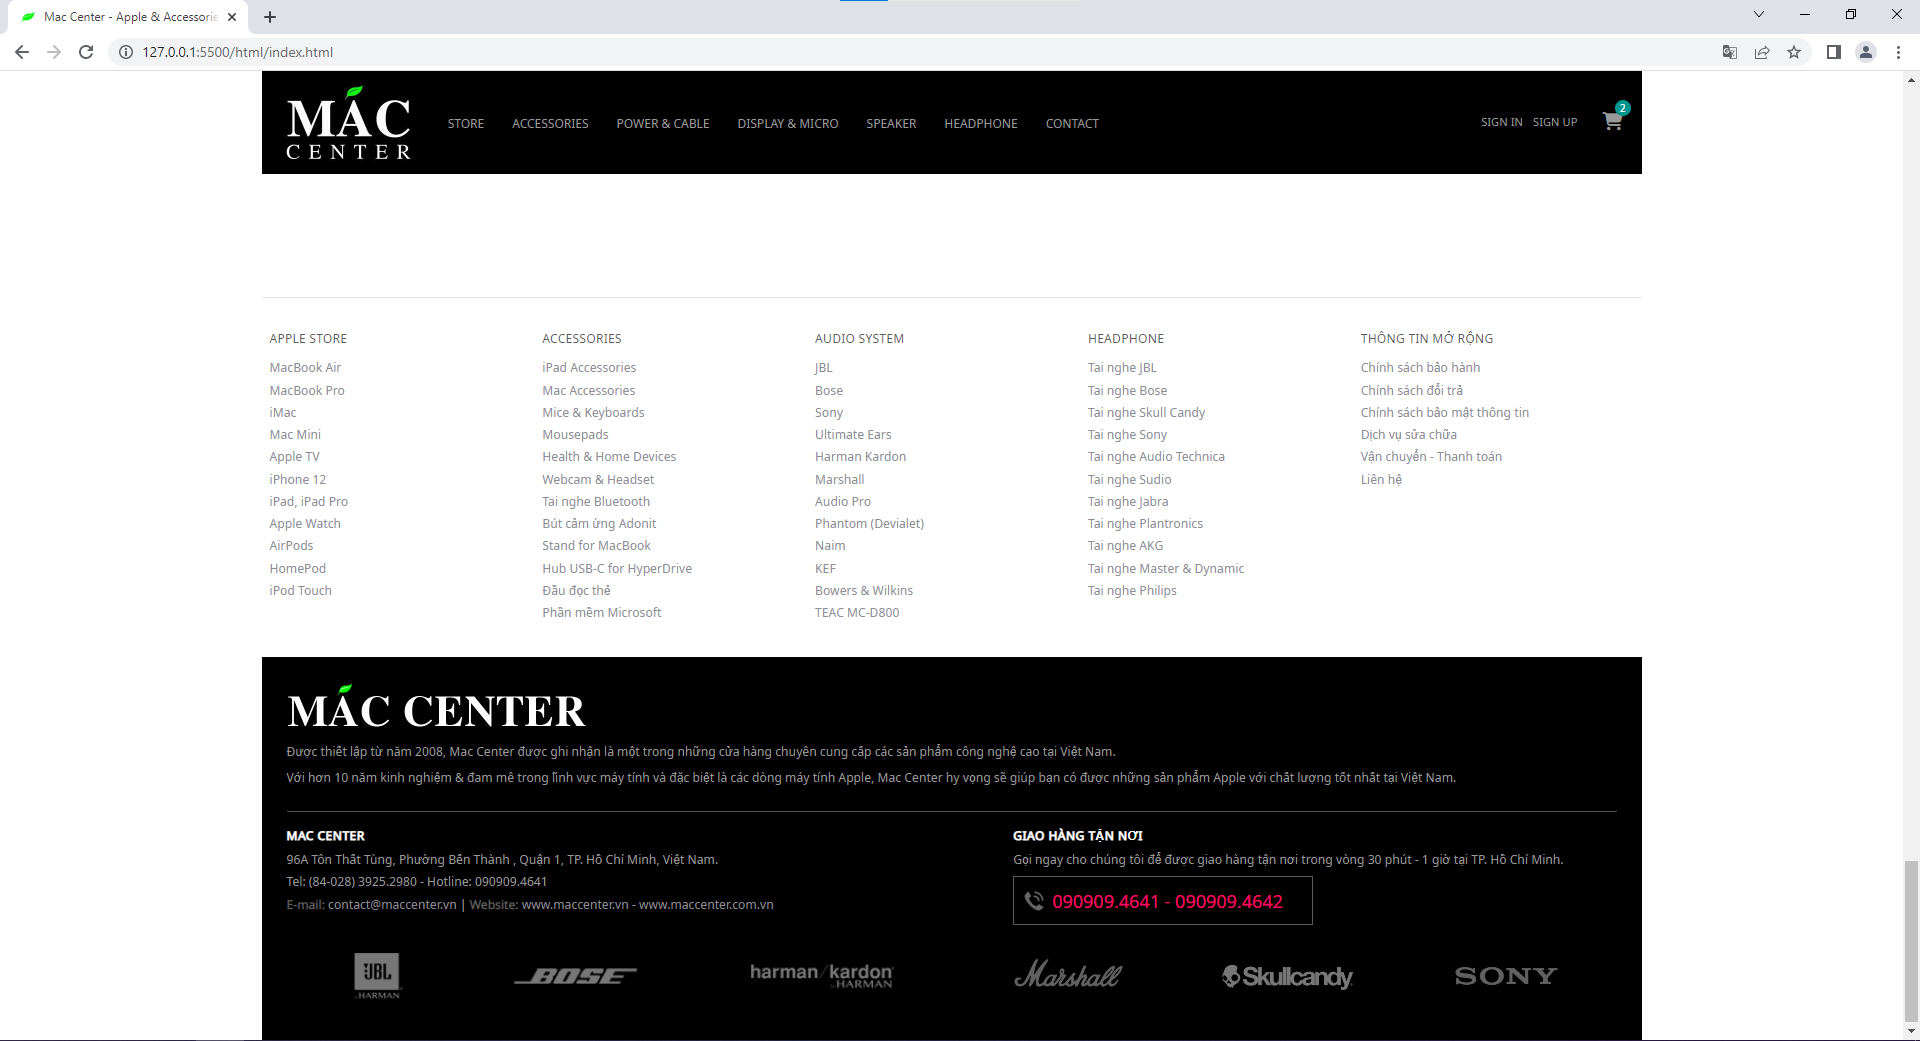 Mac Center - Apple & Accessorie
127.0.0.1:5500/html/index.html
MAC
CENTER
STORE ACCESSORIES POWER & CABLE DISPLAY & MICRO SPEAKER HEADPHONE CONTACT
SIGN IN SIGN UP 2
APPLE STORE
MacBook Air
MacBook Pro
iMac
Mac Mini
Apple TV
iPhone 12
iPad, iPad Pro
Apple Watch
AirPods
HomePod
iPod Touch
ACCESSORIES
iPad Accessories
Mac Accessories
Mice & Keyboards
Mousepads
Health & Home Devices
Webcam & Headset
Tai nghe Bluetooth
Bút cảm ứng Adonit
Stand for MacBook
Hub USB-C for HyperDrive
Đầu đọc thẻ
Phần mềm Microsoft
AUDIO SYSTEM
JBL
Bose
Sony
Ultimate Ears
Harman Kardon
Marshall
Audio Pro
Phantom (Devialet)
Naim
KEF
Bowers & Wilkins
TEAC MC-D800
HEADPHONE
Tai nghe JBL
Tai nghe Bose
Tai nghe Skull Candy
Tai nghe Sony
Tai nghe Audio Technica
Tai nghe Sudio
Tai nghe Jabra
Tai nghe Plantronics
Tai nghe AKG
Tai nghe Master & Dynamic
Tai nghe Philips
THÔNG TIN MỞ RỘNG
Chính sách bảo hành
Chính sách đổi trả
Chính sách bảo mật thông tin
Dịch vụ sửa chữa
Vận chuyển - Thanh toán
Liên hệ
MAC CENTER
Được thiết lập từ năm 2008, Mac Center được ghi nhận là một trong những cửa hàng chuyên cung cấp các sản phẩm công nghệ cao tại Việt Nam.
Với hơn 10 năm kinh nghiệm & đam mê trong lĩnh vực máy tính và đặc biệt là các dòng máy tính Apple, Mac Center hy vọng sẽ giúp bạn có được những sản phẩm Apple với chất lượng tốt nhất tại Việt Nam.
MAC CENTER
96A Tôn Thất Tùng, Phường Bến Thành , Quận 1, TP. Hồ Chí Minh, Việt Nam.
Tel: (84-028) 3925.2980 - Hotline: 090909.4641
E-mail: contact@maccenter.vn | Website: www.maccenter.vn - www.maccenter.com.vn
GIAO HÀNG TẬN NƠI
Gọi ngay cho chúng tôi để được giao hàng tận nơi trong vòng 30 phút - 1 giờ tại TP. Hồ Chí Minh.
090909.4641 - 090909.4642
JBL
by HARMAN
BOSE
harman/kardon
by HARMAN
Marshall
Skullcandy
SONY